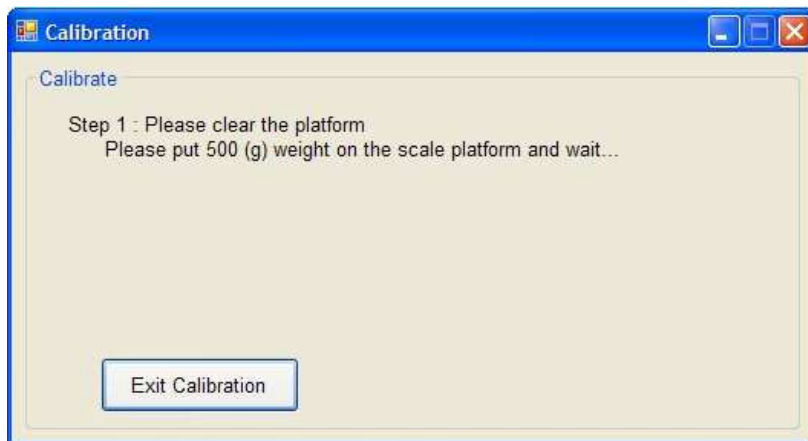 Calibration
Calibrate
Step 1 : Please clear the platform
Please put 500 (g) weight on the scale platform and wait...
Exit Calibration